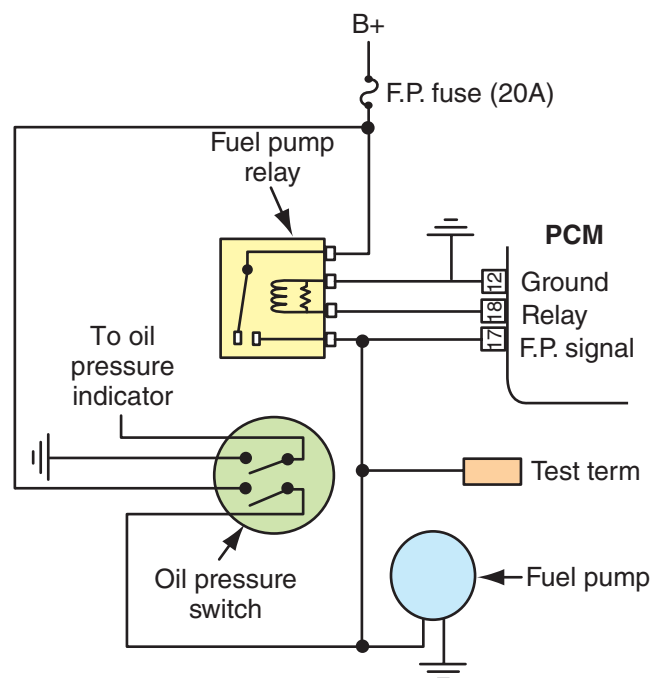 B+
F.P. fuse (20A)
Fuel pump
relay
PCM
12
Ground
18
Relay
17
F.P. signal
To oil
pressure
indicator
Test term
Oil pressure
switch
Fuel pump